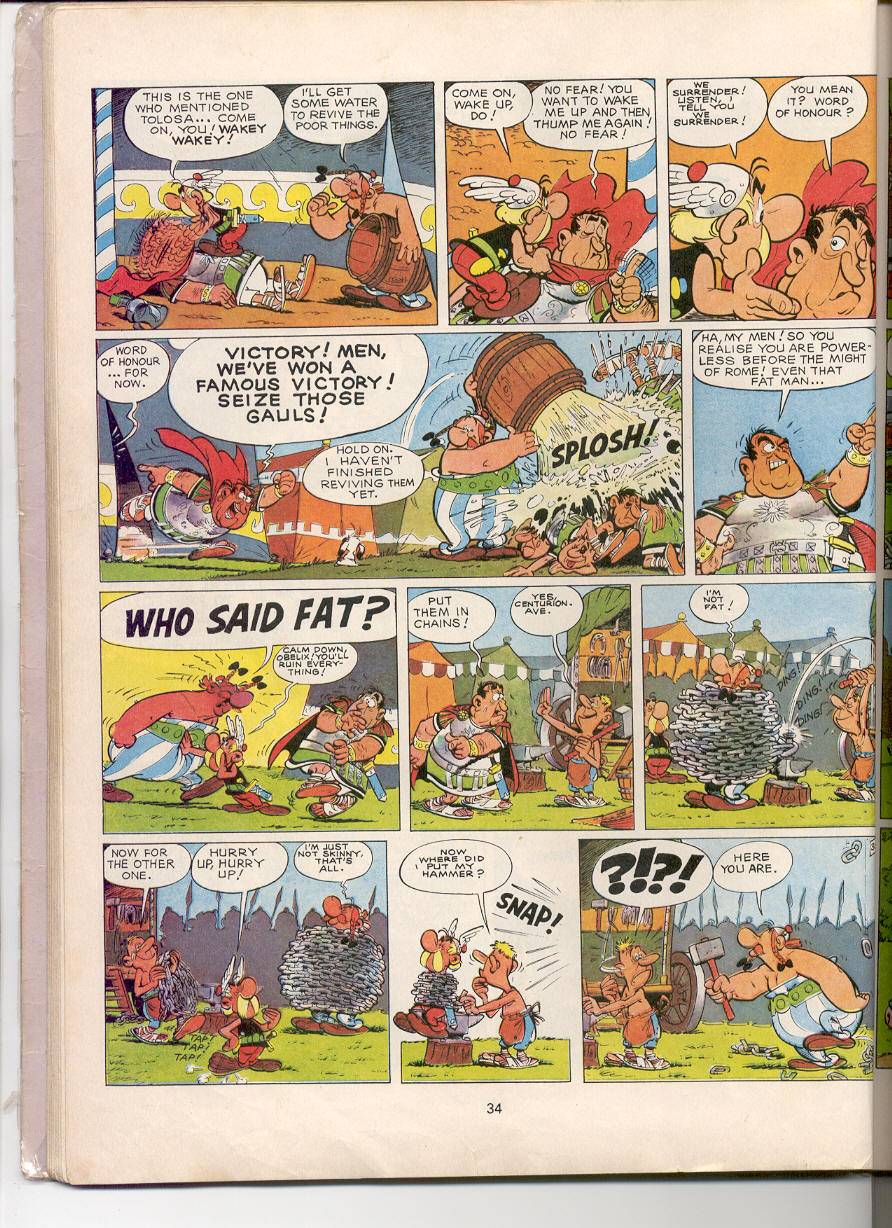 THIS IS THE ONE
WHO MENTIONED
TOLOSA... COME
ON, YOU! WAKEY
WAKEY!
I'LL GET
SOME WATER
TO REVIVE THE
POOR THINGS.
COME ON,
WAKE UP,
DO!
NO FEAR! YOU
WANT TO WAKE
ME UP AND THEN
THUMP ME AGAIN!
NO FEAR!
WE
SURRENDER!
LISTEN, I
TELL YOU
WE
SURRENDER!
YOU MEAN
IT? WORD
OF HONOUR?
WORD
OF HONOUR
... FOR
NOW.
VICTORY! MEN,
WE'VE WON A
FAMOUS VICTORY!
SEIZE THOSE
GAULS!
HOLD ON.
I HAVEN'T
FINISHED
REVIVING THEM
YET.
SPLOSH!
HA, MY MEN! SO YOU
REALISE YOU ARE POWER-
LESS BEFORE THE MIGHT
OF ROME! EVEN THAT
FAT MAN...
WHO SAID FAT?
CALM DOWN,
OBELIX! YOU'LL
RUIN EVERY-
THING!
PUT
THEM IN
CHAINS!
YES,
CENTURION.
AVE.
I'M
NOT
FAT!
DING!
DING!
DING!
NOW FOR
THE OTHER
ONE.
HURRY
UP, HURRY
UP!
I'M JUST
NOT SKINNY,
THAT'S
ALL.
TAP!
TAP!
TAP!
NOW
WHERE DID
I PUT MY
HAMMER?
SNAP!
?!?!
HERE
YOU ARE.
34